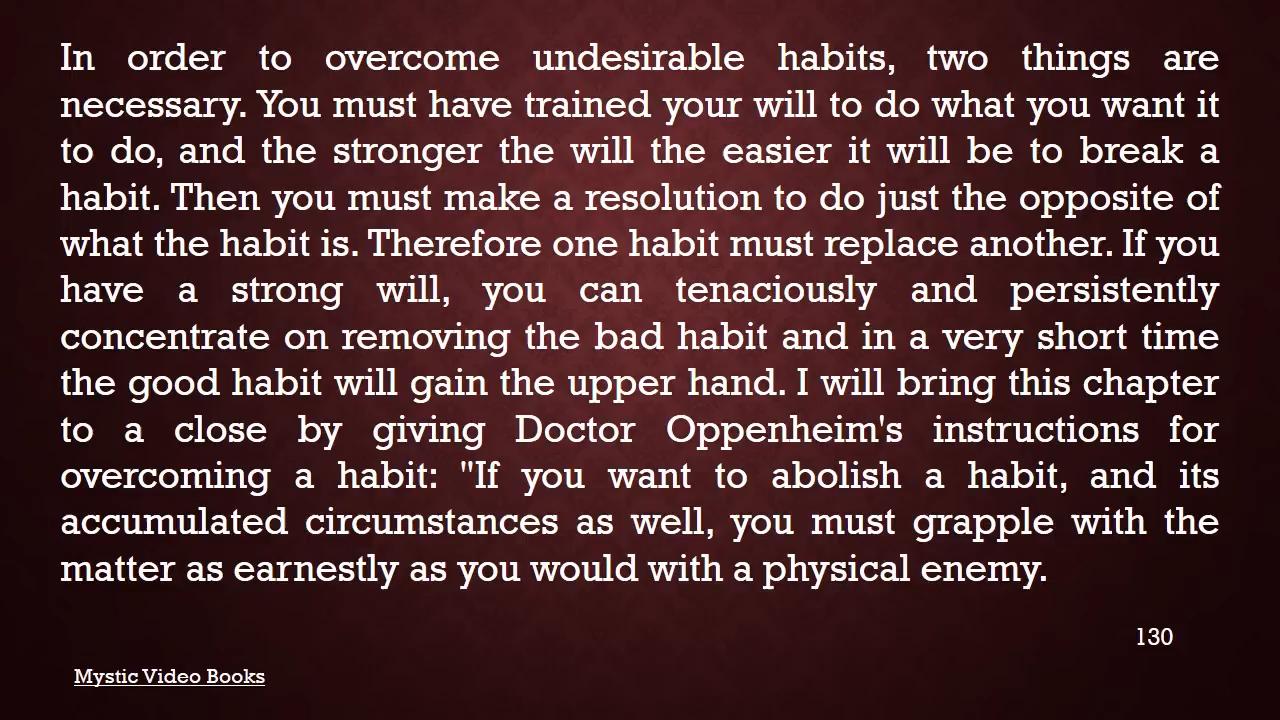 In order to overcome undesirable habits, two things are
necessary. You must have trained your will to do what you want it
to do, and the stronger the will the easier it will be to break a
habit. Then you must make a resolution to do just the opposite of
what the habit is. Therefore one habit must replace another. If you
have a strong will, you can tenaciously and persistently
concentrate on removing the bad habit and in a very short time
the good habit will gain the upper hand. I will bring this chapter
to a close by giving Doctor Oppenheim's instructions for
overcoming a habit: "If you want to abolish a habit, and its
accumulated circumstances as well, you must grapple with the
matter as earnestly as you would with a physical enemy.
130
Mystic Video Books